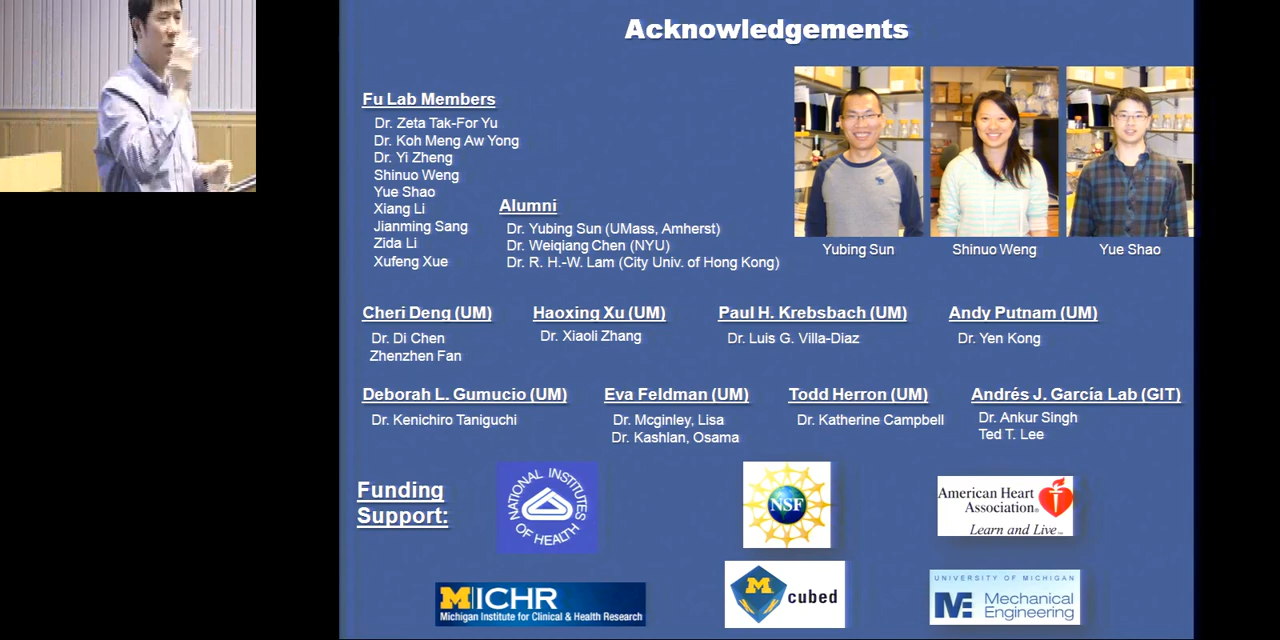 Acknowledgements
Fu Lab Members
Dr. Zeta Tak-For Yu
Dr. Koh Meng Aw Yong
Dr. Yi Zheng
Shinuo Weng
Yue Shao
Xiang Li
Jianming Sang
Zida Li
Xufeng Xue
Alumni
Dr. Yubing Sun (UMass, Amherst)
Dr. Weiqiang Chen (NYU)
Dr. R. H.-W. Lam (City Univ. of Hong Kong)
Yubing Sun
Shinuo Weng
Yue Shao
Cheri Deng (UM)
Dr. Di Chen
Zhenzhen Fan
Haoxing Xu (UM)
Dr. Xiaoli Zhang
Paul H. Krebsbach (UM)
Dr. Luis G. Villa-Diaz
Andy Putnam (UM)
Dr. Yen Kong
Deborah L. Gumucio (UM)
Dr. Kenichiro Taniguchi
Eva Feldman (UM)
Dr. Mcginley, Lisa
Dr. Kashlan, Osama
Todd Herron (UM)
Dr. Katherine Campbell
Andrés J. García Lab (GIT)
Dr. Ankur Singh
Ted T. Lee
Funding
Support:
NATIONAL INSTITUTES
OF HEALTH
NSF
American Heart
Association®
Learn and Live™
MICHR
Michigan Institute for Clinical & Health Research
M
cubed
UNIVERSITY OF MICHIGAN
ME Mechanical
Engineering